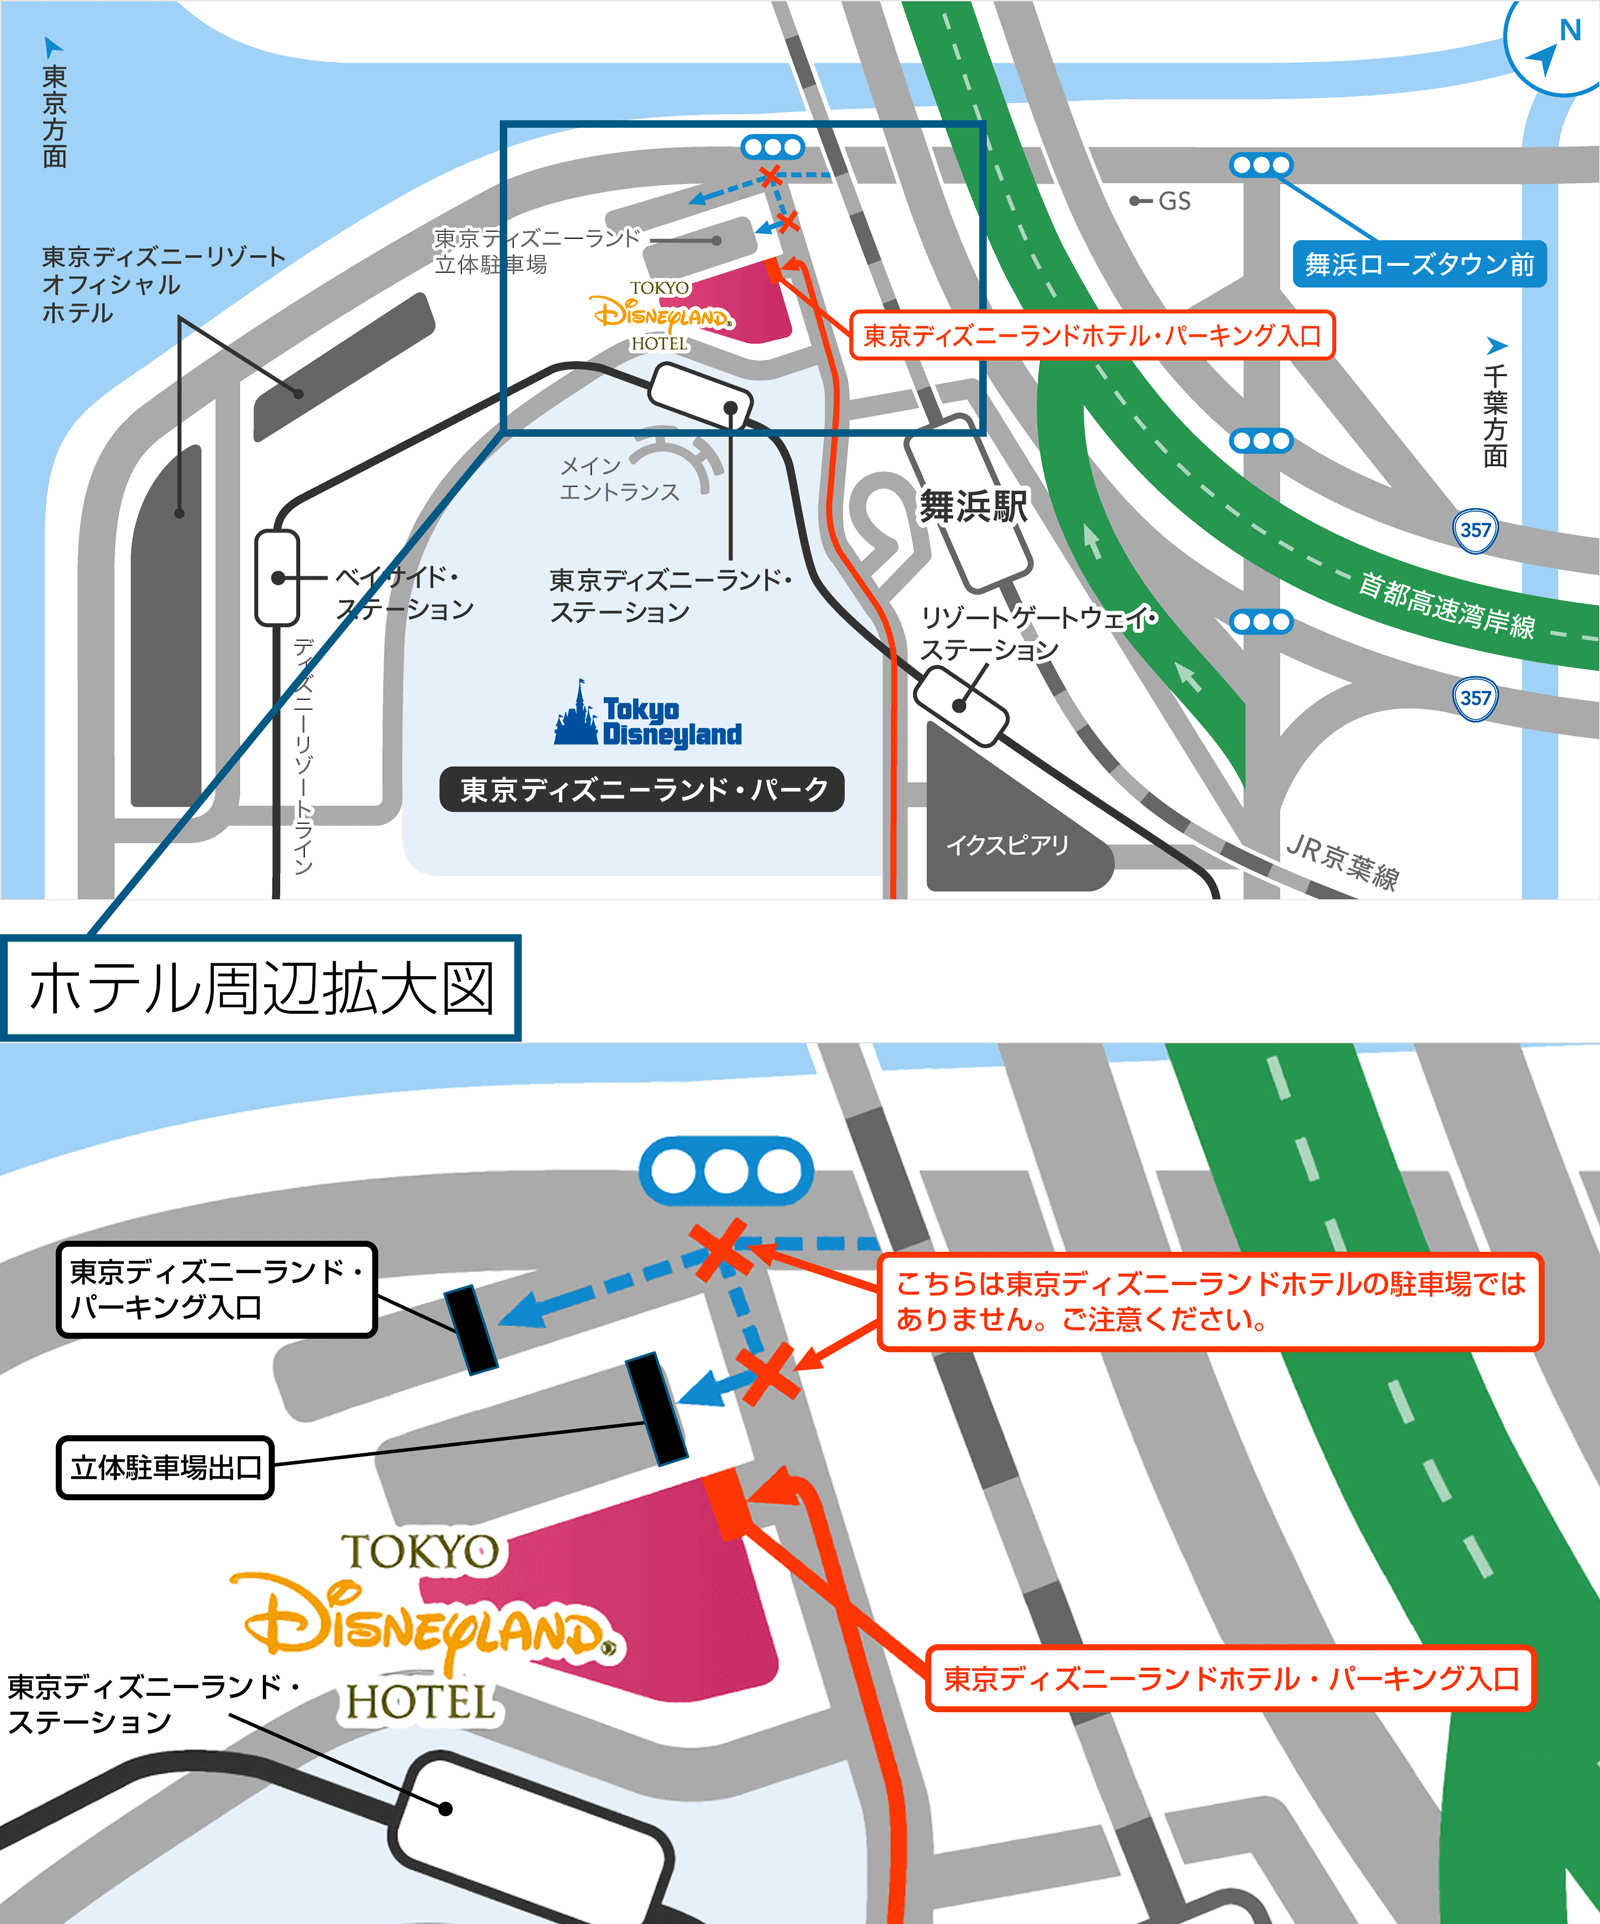 N
東京方面
GS
舞浜ローズタウン前
東京ディズニーランド
立体駐車場
東京ディズニーリゾート
オフィシャル
ホテル
TOKYO
DISNEYLAND®
HOTEL
東京ディズニーランドホテル・パーキング入口
千葉方面
メイン
エントランス
舞浜駅
357
ベイサイド・
ステーション
東京ディズニーランド・
ステーション
首都高速湾岸線
リゾートゲートウェイ・
ステーション
ディズニーリゾートライン
357
Tokyo
Disneyland
東京ディズニーランド・パーク
イクスピアリ
JR京葉線
ホテル周辺拡大図
東京ディズニーランド・
パーキング入口
こちらは東京ディズニーランドホテルの駐車場では
ありません。ご注意ください。
立体駐車場出口
TOKYO
DISNEYLAND®
HOTEL
東京ディズニーランドホテル・パーキング入口
東京ディズニーランド・
ステーション